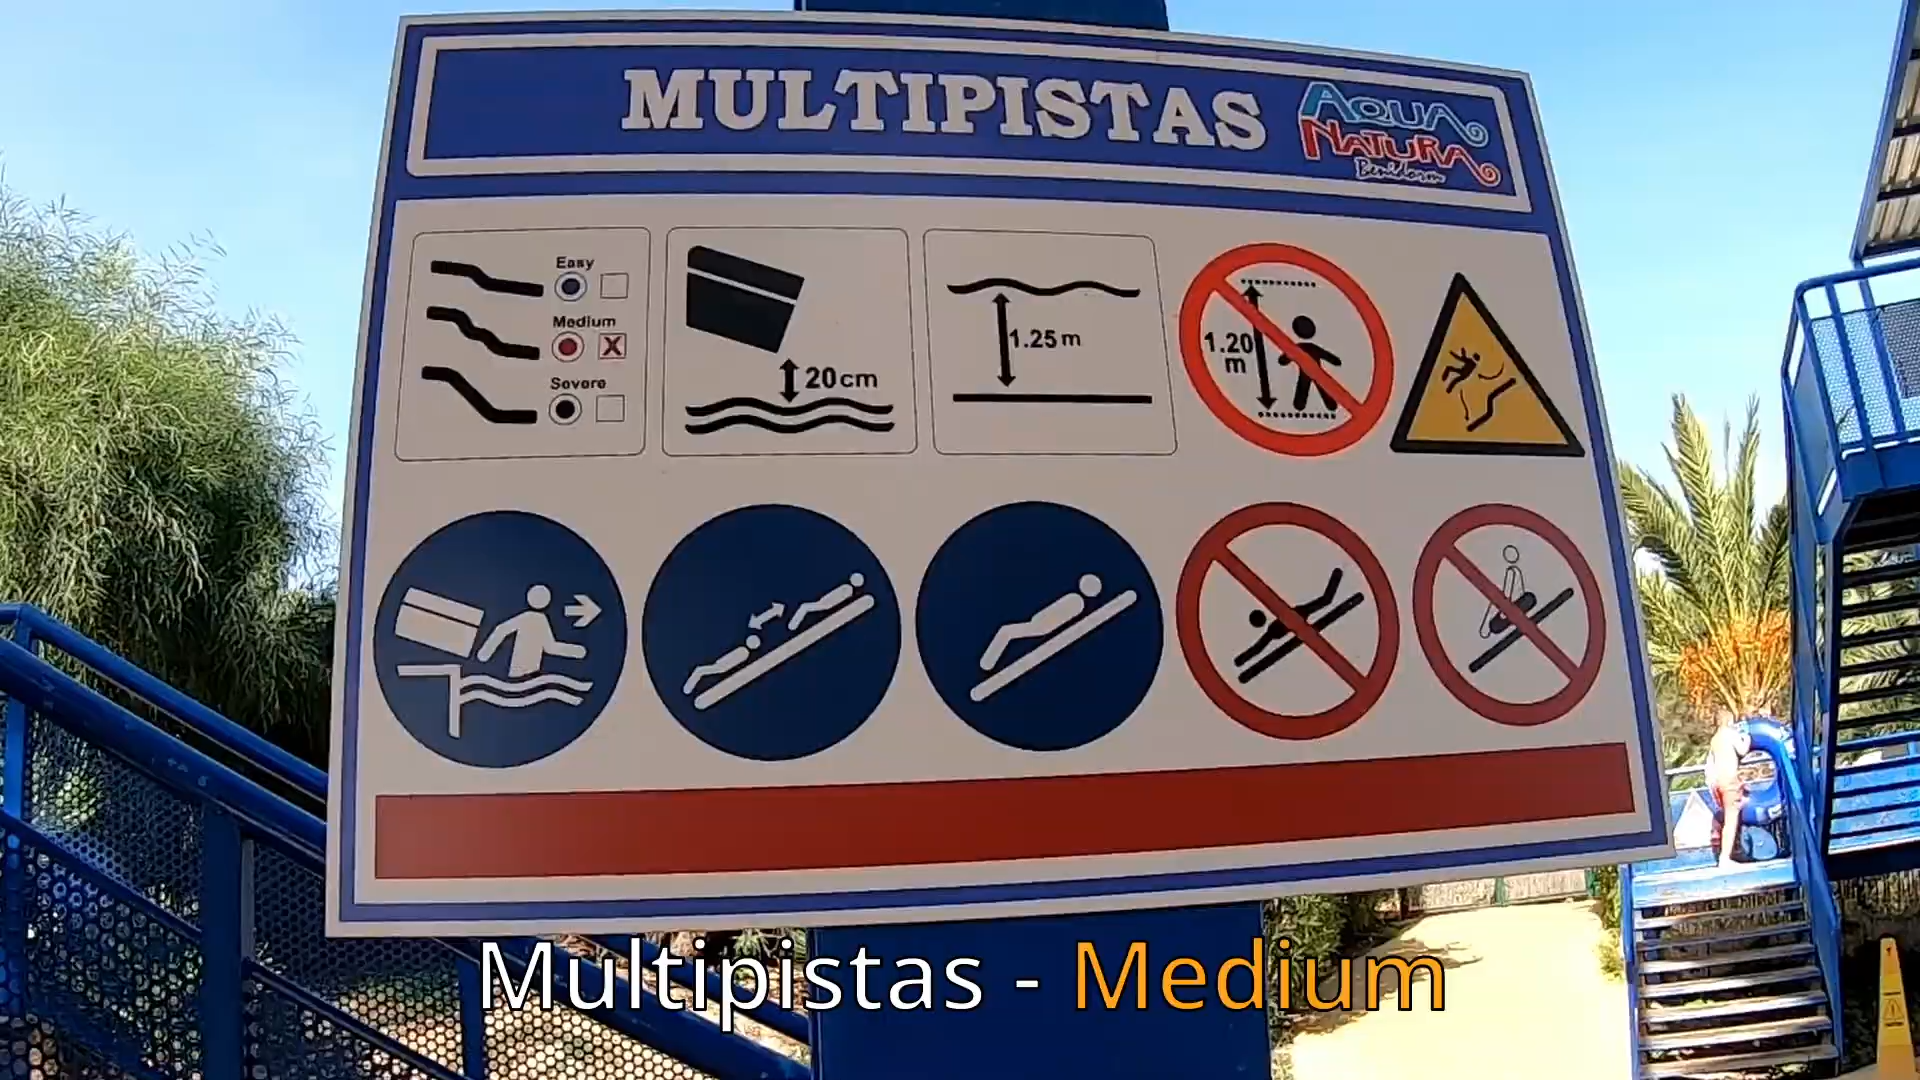 MULTIPISTAS
AQUA
NATURA
Benidorm
Easy
Medium
X
Severe
20cm
1.25m
1.20
m
Multipistas - Medium